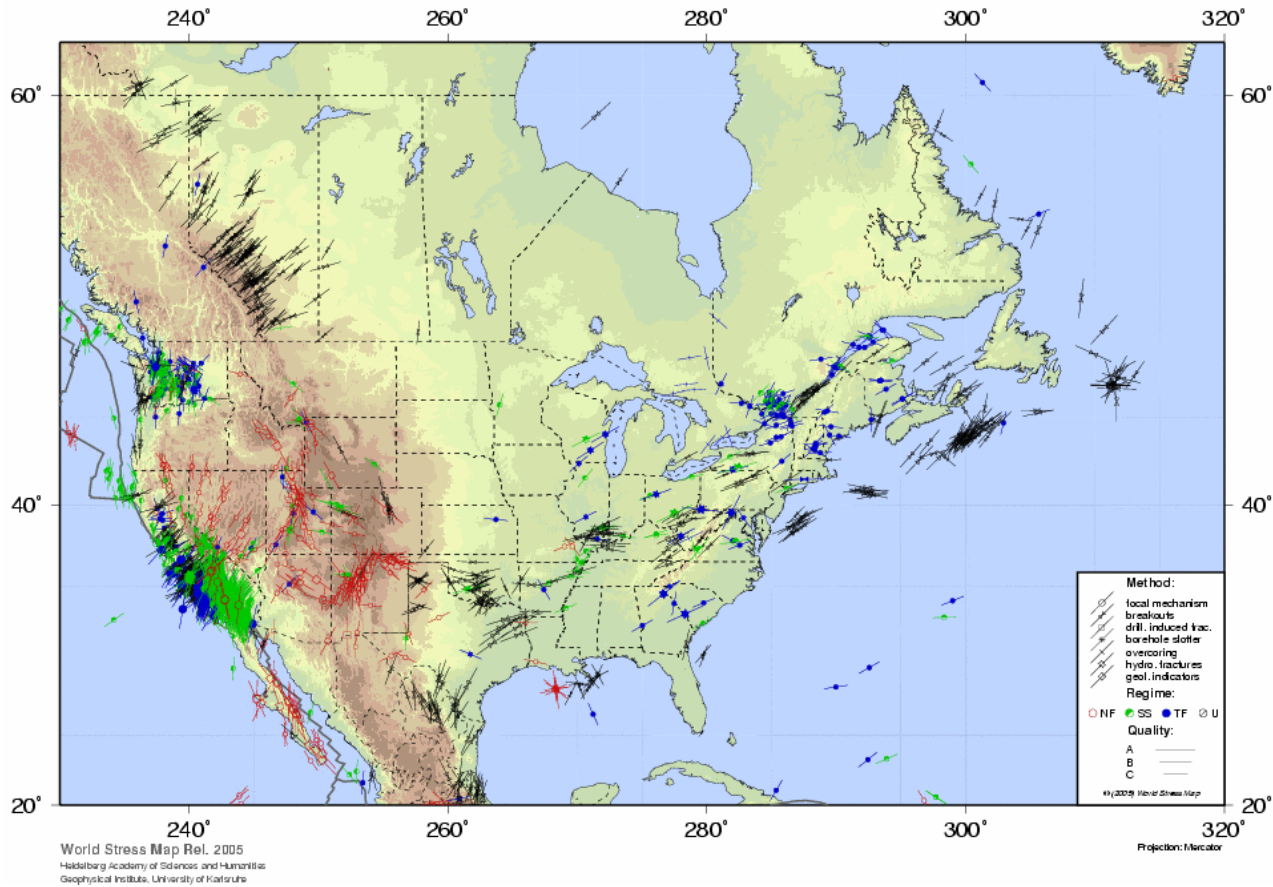 240° 260° 280° 300° 320°
60° 60°
40° 40°
Method:
focal mechanism
breakouts
drill. induced frac.
borehole slotter
overcoring
hydro. fractures
geol. indicators
Regime:
NF SS TF U
Quality:
A
B
C
© (2005) World Stress Map
20° 20°
240° 260° 280° 300° 320°
World Stress Map Rel. 2005
Projection: Mercator
Heidelberg Academy of Sciences and Humanities
Geophysical Institute, University of Karlsruhe